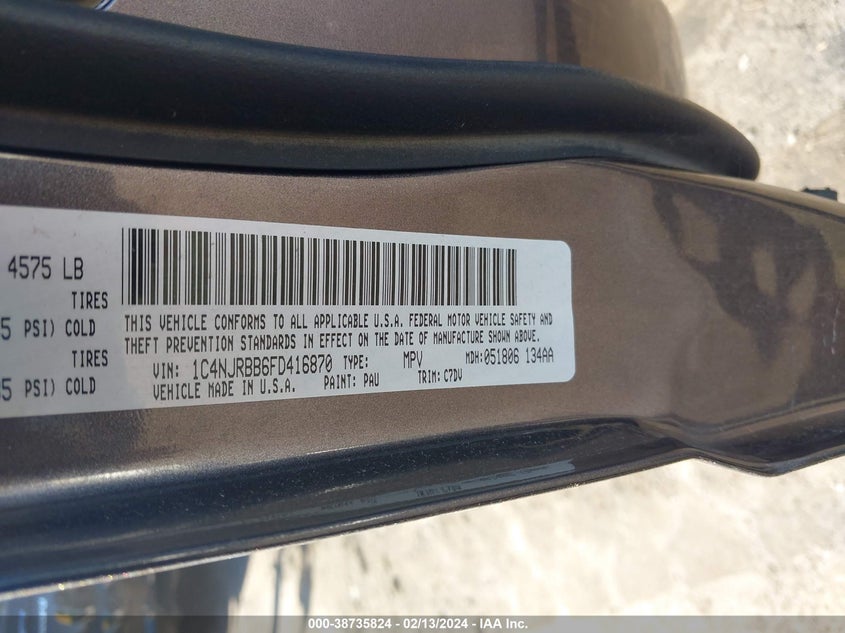 4575 LB
TIRES
5 PSI) COLD
TIRES
5 PSI) COLD
THIS VEHICLE CONFORMS TO ALL APPLICABLE U.S.A. FEDERAL MOTOR VEHICLE SAFETY AND
THEFT PREVENTION STANDARDS IN EFFECT ON THE DATE OF MANUFACTURE SHOWN ABOVE.
VIN: 1C4NJRBB6FD416870 TYPE: MPV MDH: 051806 134AA
VEHICLE MADE IN U.S.A. PAINT: PAU TRIM: C7DV
000-38735824 - 02/13/2024 - IAA Inc.